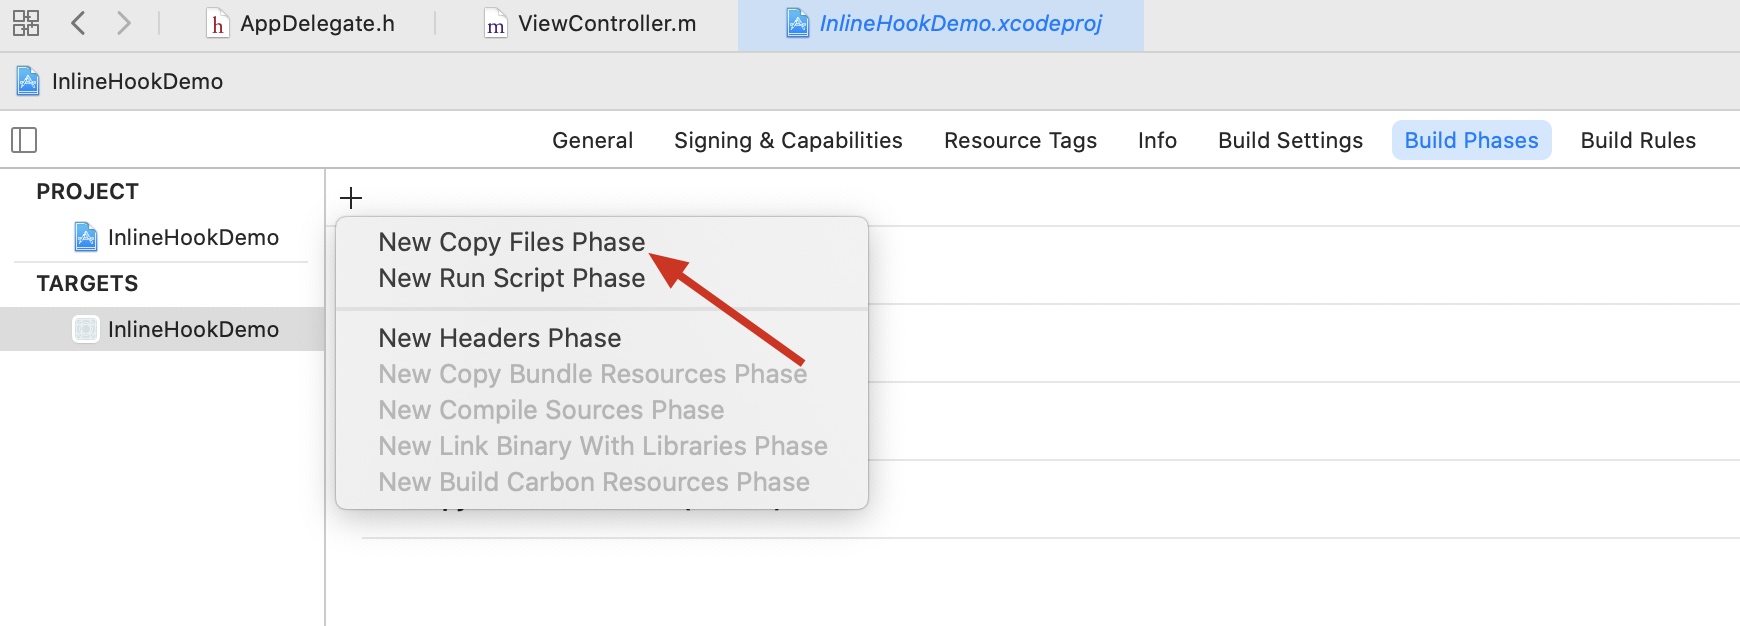 AppDelegate.h
ViewController.m
InlineHookDemo.xcodeproj
InlineHookDemo
General
Signing & Capabilities
Resource Tags
Info
Build Settings
Build Phases
Build Rules
PROJECT
InlineHookDemo
TARGETS
InlineHookDemo
New Copy Files Phase
New Run Script Phase
New Headers Phase
New Copy Bundle Resources Phase
New Compile Sources Phase
New Link Binary With Libraries Phase
New Build Carbon Resources Phase